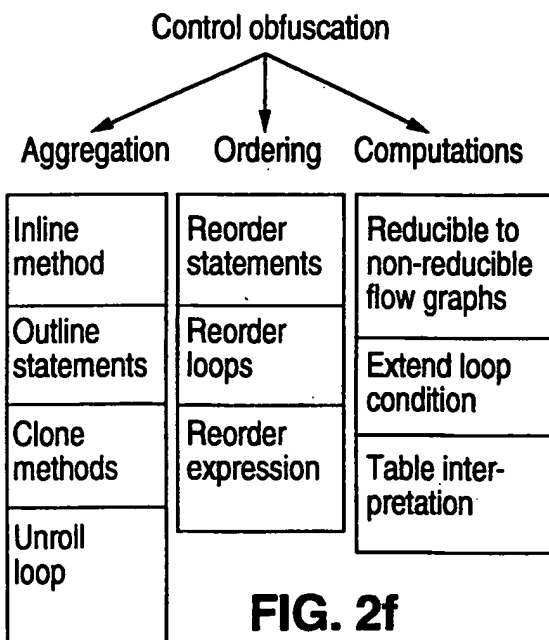 Control obfuscation
Aggregation
Ordering
Computations
Inline
method
Outline
statements
Clone
methods
Unroll
loop
Reorder
statements
Reorder
loops
Reorder
expression
Reducible to
non-reducible
flow graphs
Extend loop
condition
Table inter-
pretation
FIG. 2f